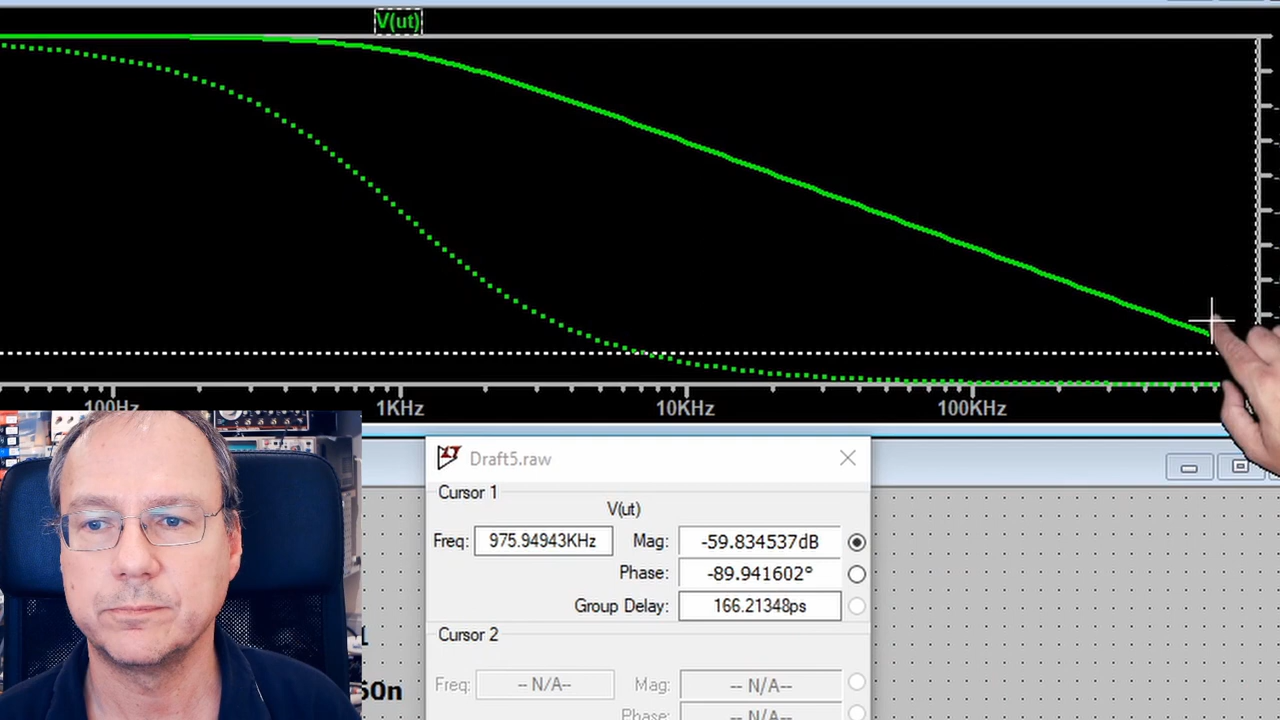 V(ut)
100Hz 1KHz 10KHz 100KHz
Draft5.raw
Cursor 1
V(ut)
Freq: 975.94943KHz Mag: -59.834537dB
Phase: -89.941602°
Group Delay: 166.21348ps
Cursor 2
Freq: -- N/A-- Mag: -- N/A--
Phase: -- N/A--